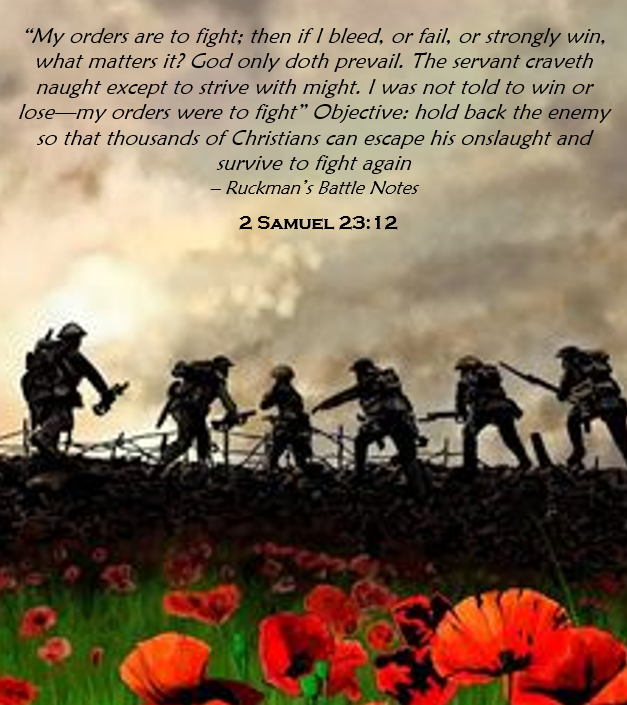 “My orders are to fight; then if I bleed, or fail, or strongly win,
what matters it? God only doth prevail. The servant craveth
naught except to strive with might. I was not told to win or
lose—my orders were to fight” Objective: hold back the enemy
so that thousands of Christians can escape his onslaught and
survive to fight again
– Ruckman’s Battle Notes
2 Samuel 23:12